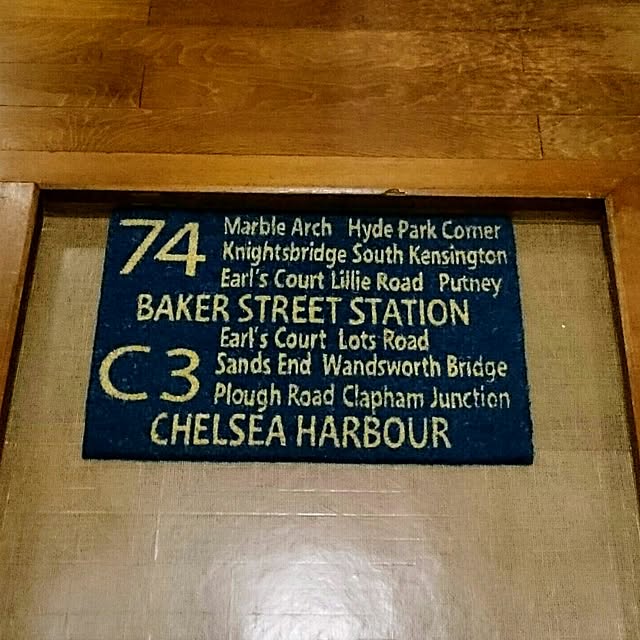 74 Marble Arch Hyde Park Corner
Knightsbridge South Kensington
Earl's Court Lillie Road Putney
BAKER STREET STATION
Earl's Court Lots Road
C3 Sands End Wandsworth Bridge
Plough Road Clapham Junction
CHELSEA HARBOUR